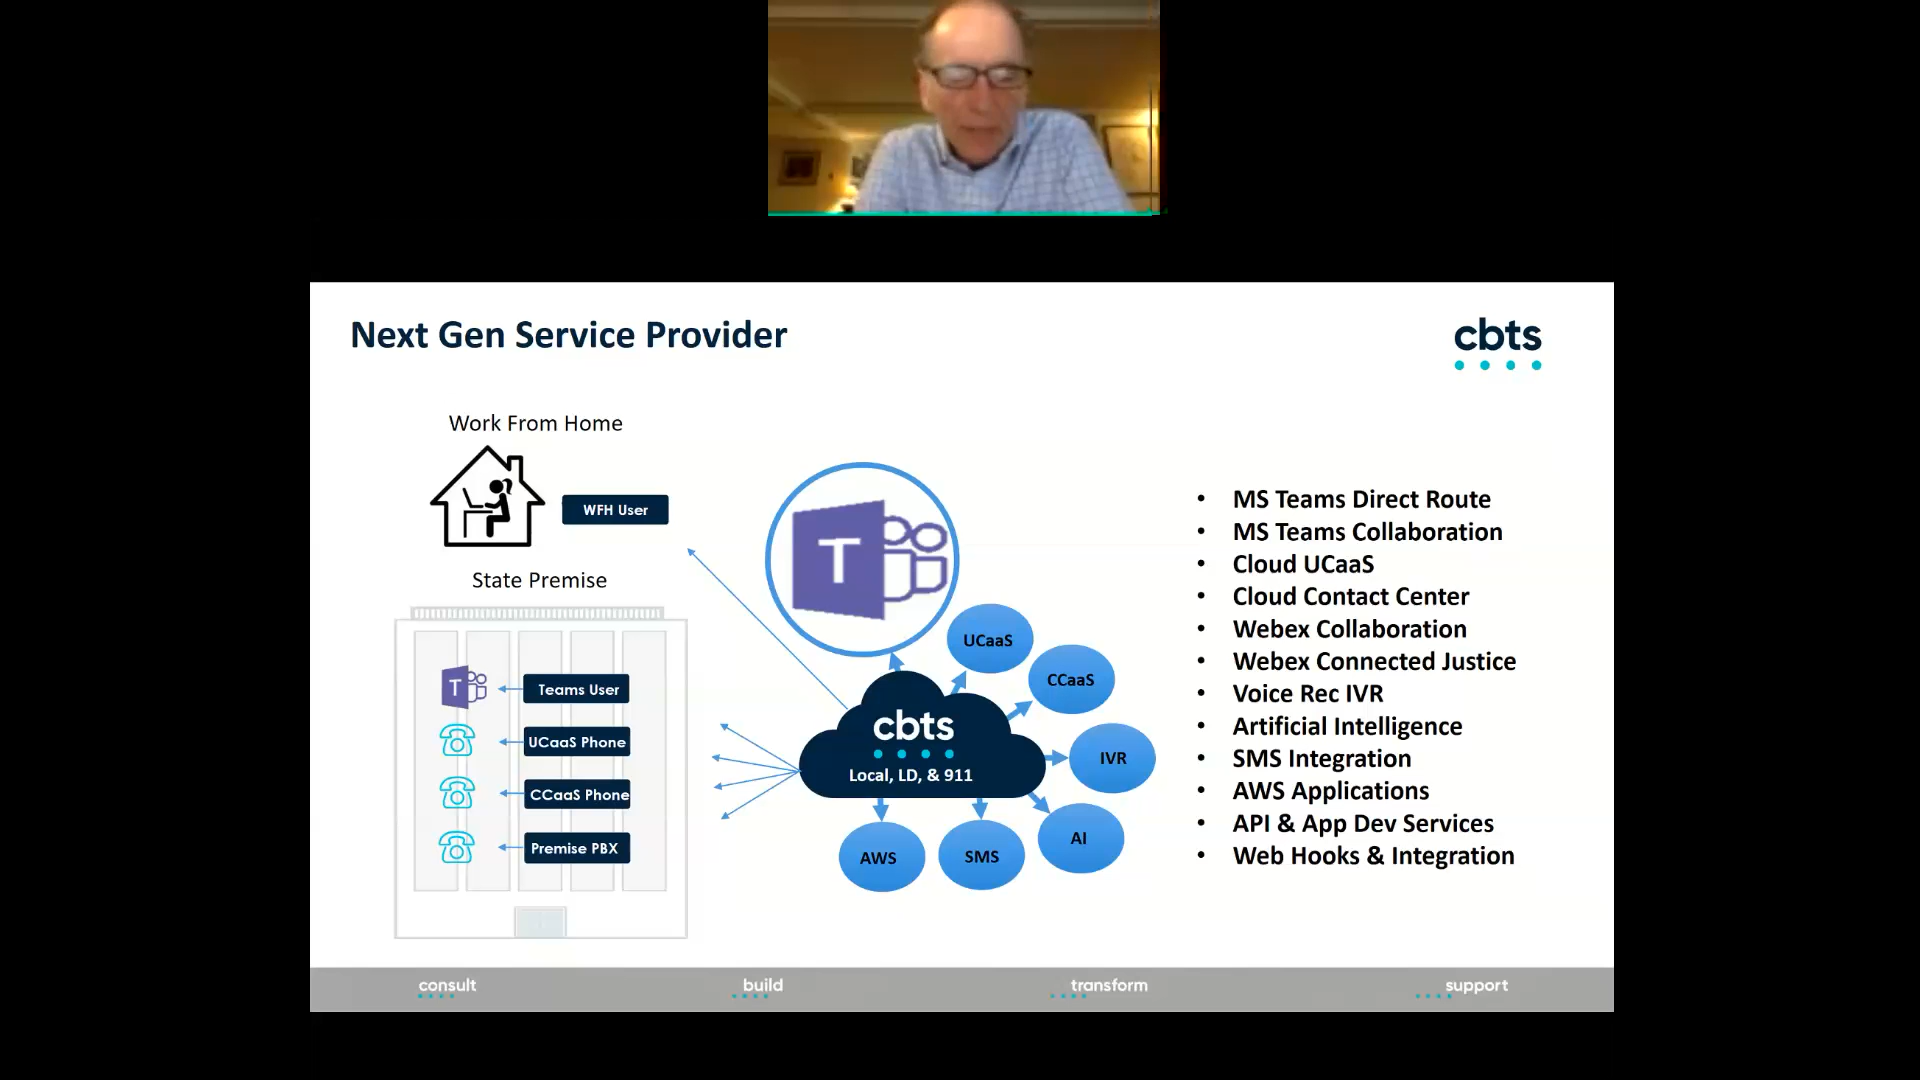 Next Gen Service Provider
cbts
Work From Home
WFH User
State Premise
T
Teams User
UCaaS Phone
CCaaS Phone
Premise PBX
T
UCaaS
CCaaS
IVR
AI
SMS
AWS
cbts
Local, LD, & 911
• MS Teams Direct Route
• MS Teams Collaboration
• Cloud UCaaS
• Cloud Contact Center
• Webex Collaboration
• Webex Connected Justice
• Voice Rec IVR
• Artificial Intelligence
• SMS Integration
• AWS Applications
• API & App Dev Services
• Web Hooks & Integration
consult
build
transform
support